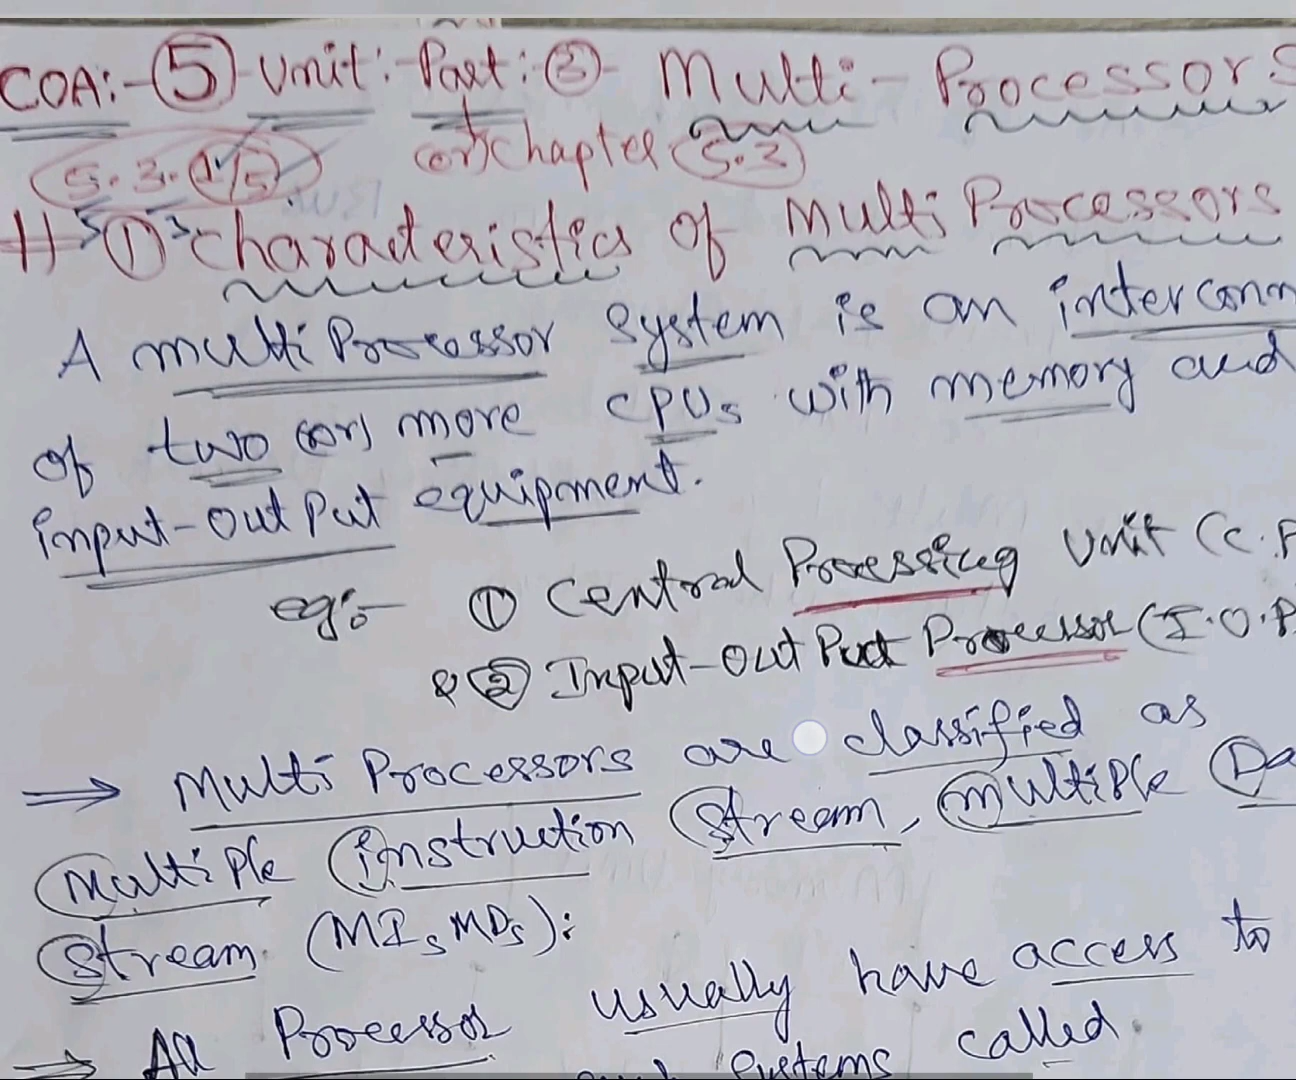 COA:- 5 Unit:- Part:- 3 - Multi - Processors
5.3.(1/5) (or) Chapter 5.3
# ① Characteristics of Multi Processors
A multi Processor System is an interconn
of two (or) more CPUs with memory and
input-out Put equipment.
eg:- ① Central Processing Unit (C.P
& ② Input-Out Put Processor (I.O.P
⇒ Multi Processors are classified as
Multiple Instruction Stream, Multiple Da
Stream (MIs MDs):
⇒ All Processor usually have access to
Systems called